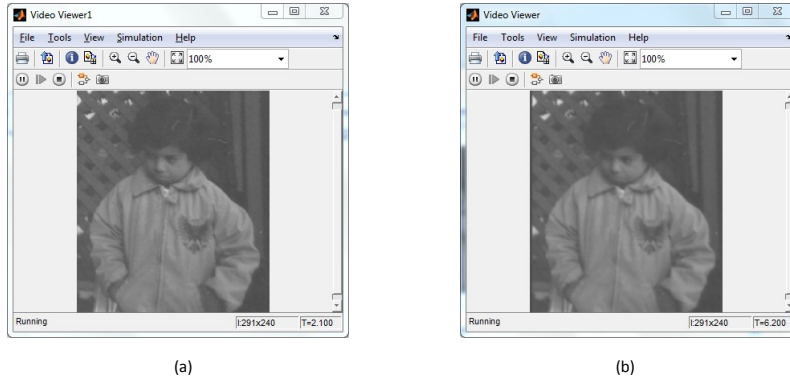 Video Viewer1
File Tools View Simulation Help
100%
Running I:291x240 T=2.100
(a)
Video Viewer
File Tools View Simulation Help
100%
Running I:291x240 T=6.200
(b)